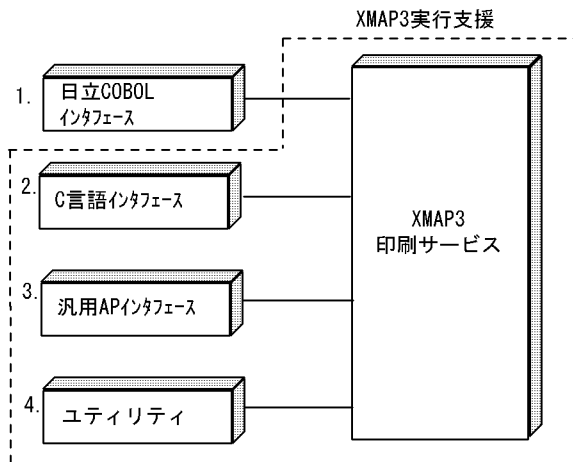 XMAP3実行支援
1.
日立COBOL
インタフェース
2.
C言語インタフェース
3.
汎用APインタフェース
4.
ユティリティ
XMAP3
印刷サービス